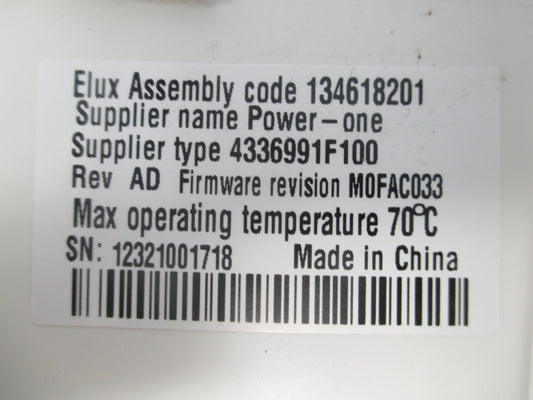 Elux Assembly code 134618201
Supplier name Power-one
Supplier type 4336991F100
Rev AD Firmware revision M0FAC033
Max operating temperature 70°C
SN: 12321001718 Made in China